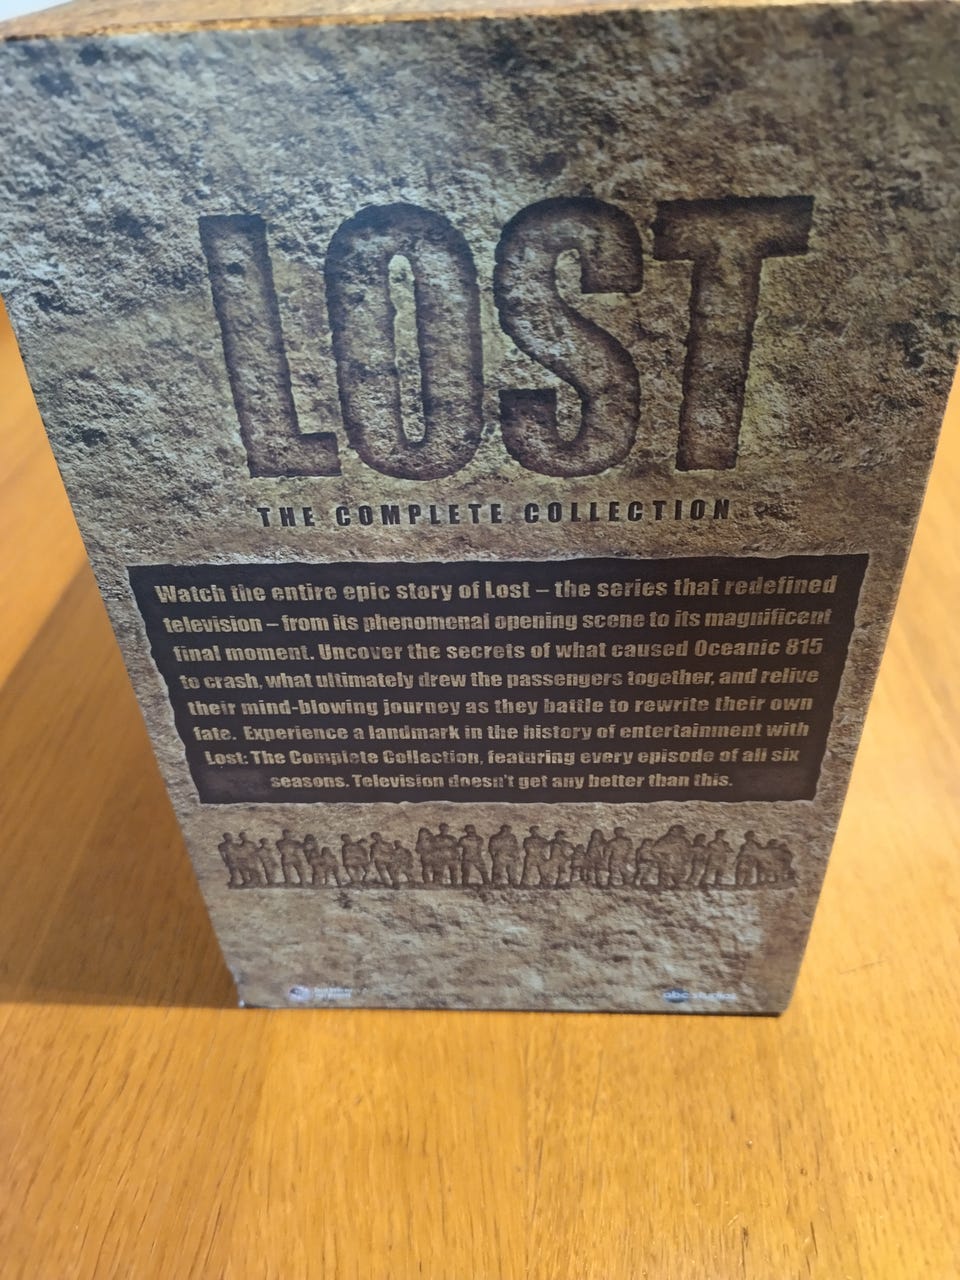 LOST
THE COMPLETE COLLECTION
Watch the entire epic story of Lost – the series that redefined
television – from its phenomenal opening scene to its magnificent
final moment. Uncover the secrets of what caused Oceanic 815
to crash, what ultimately drew the passengers together, and relive
their mind-blowing journey as they battle to rewrite their own
fate. Experience a landmark in the history of entertainment with
Lost: The Complete Collection, featuring every episode of all six
seasons. Television doesn't get any better than this.
abc studios